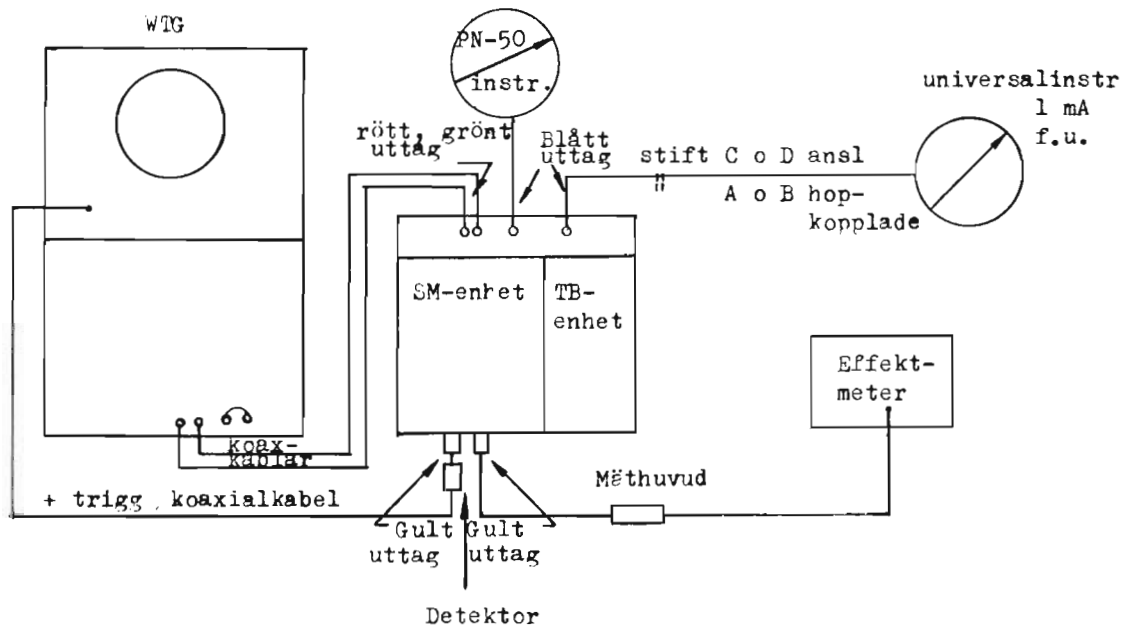 WTG
PN-50
instr.
universalinstr
1 mA
f.u.
rött, grönt
uttag
Blått
uttag
stift C o D ansl
A o B hop-
kopplade
SM-enhet
TB-
enhet
Effekt-
meter
koax-
kablar
Mäthuvud
+ trigg koaxialkabel
Gult
uttag
Gult
uttag
Detektor